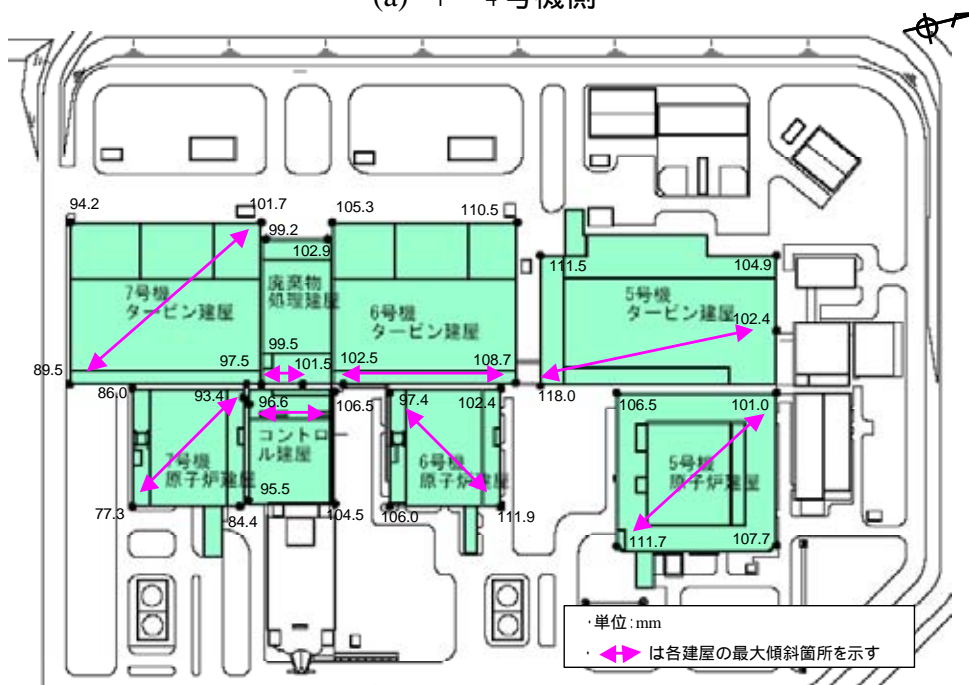 94.2
101.7
105.3
110.5
99.2
102.9
111.5
104.9
廃棄物
処理建屋
7号機
タービン建屋
6号機
タービン建屋
5号機
タービン建屋
102.4
99.5
89.5
97.5
101.5
102.5
108.7
86.0
93.4
96.6
106.5
97.4
102.4
118.0
106.5
101.0
コントロー
ル建屋
7号機
原子炉建屋
6号機
原子炉建屋
5号機
原子炉建屋
95.5
77.3
84.4
104.5
106.0
111.9
111.7
107.7
・単位:mm
・ は各建屋の最大傾斜箇所を示す